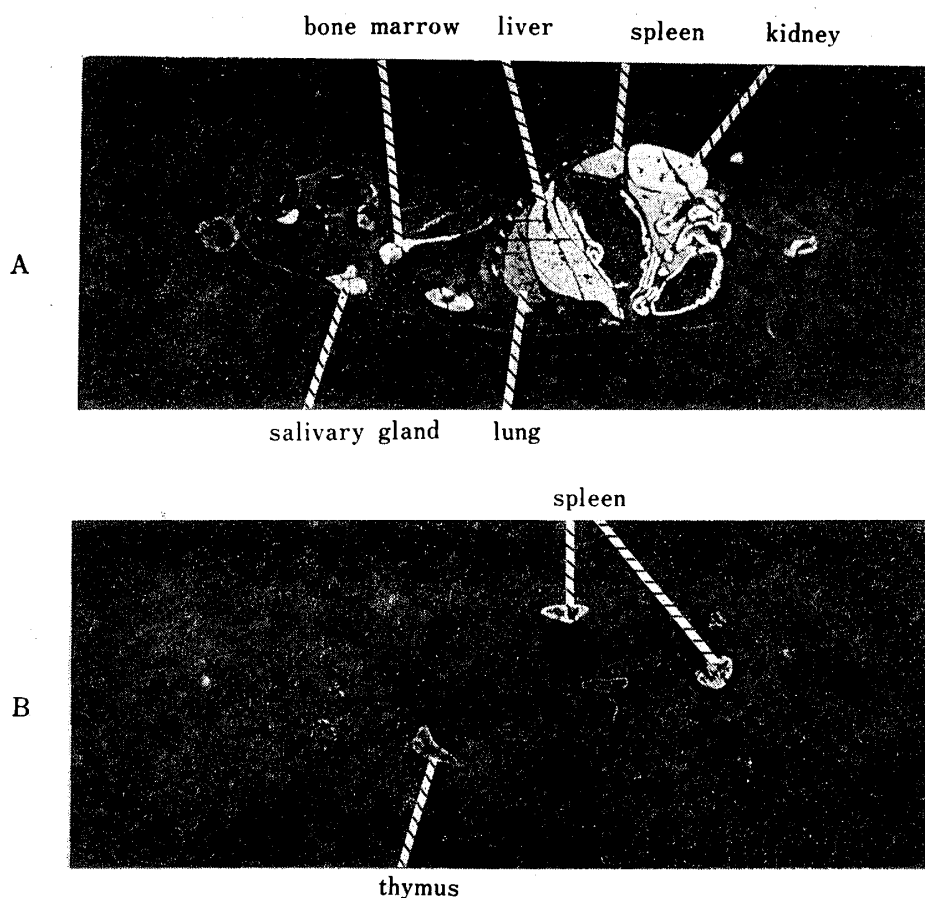 bone marrow liver spleen kidney
A
salivary gland lung
spleen
B
thymus